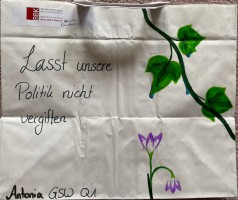 Lasst unsere
Politik nicht
vergiften
Antonia GSW Q1